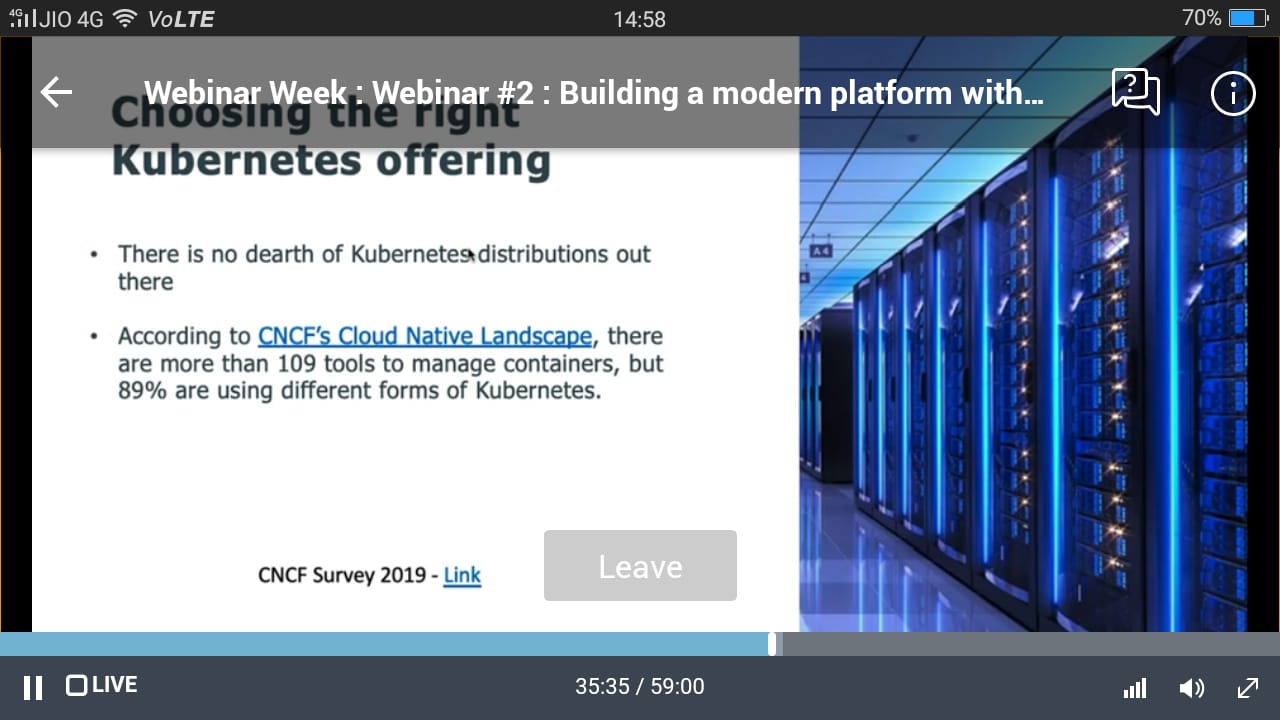 4G JIO 4G VoLTE 14:58 70%
Webinar Week : Webinar #2 : Building a modern platform with...
Choosing the right
Kubernetes offering
• There is no dearth of Kubernetes distributions out
there
• According to CNCF’s Cloud Native Landscape, there
are more than 109 tools to manage containers, but
89% are using different forms of Kubernetes.
A4
4
CNCF Survey 2019 - Link
Leave
LIVE 35:35 / 59:00